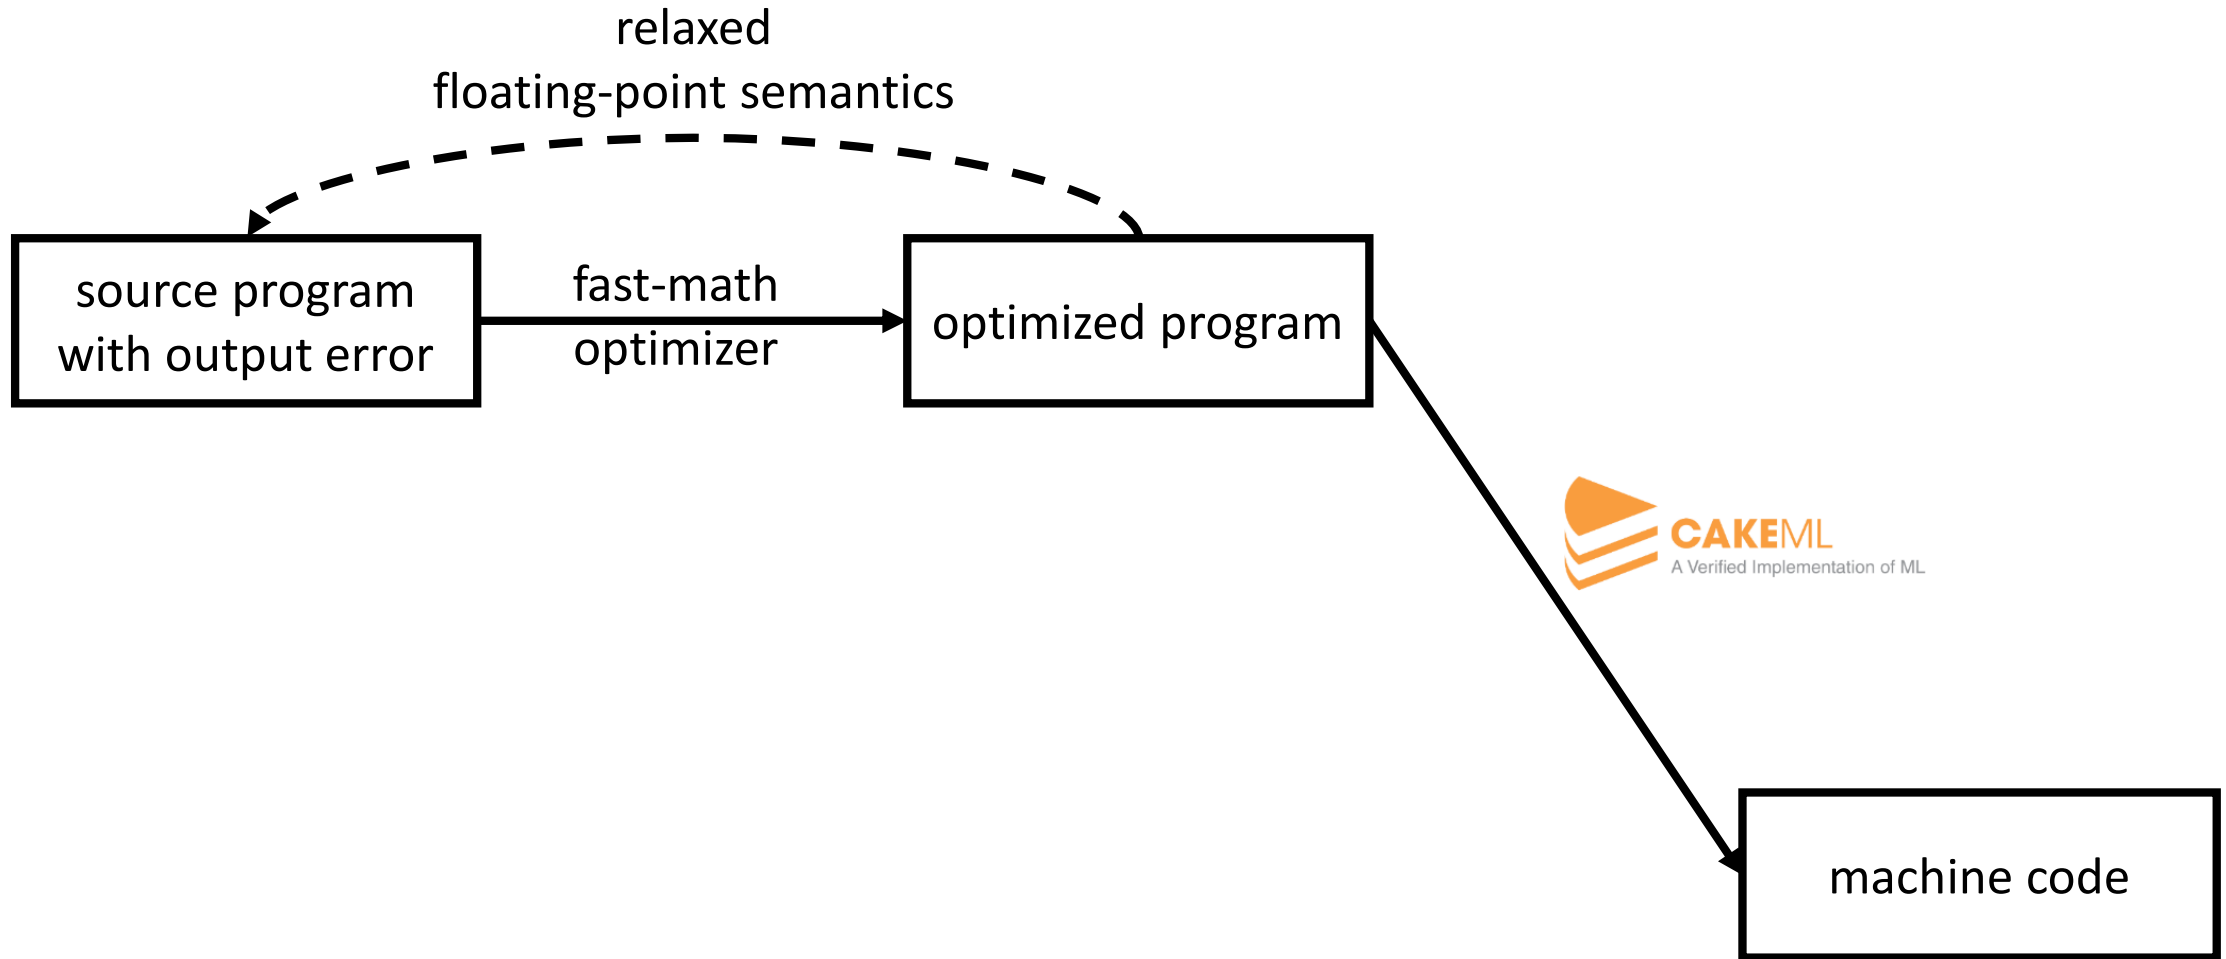 relaxed
floating-point semantics
source program
with output error
fast-math
optimizer
optimized program
CAKEML
A Verified Implementation of ML
machine code